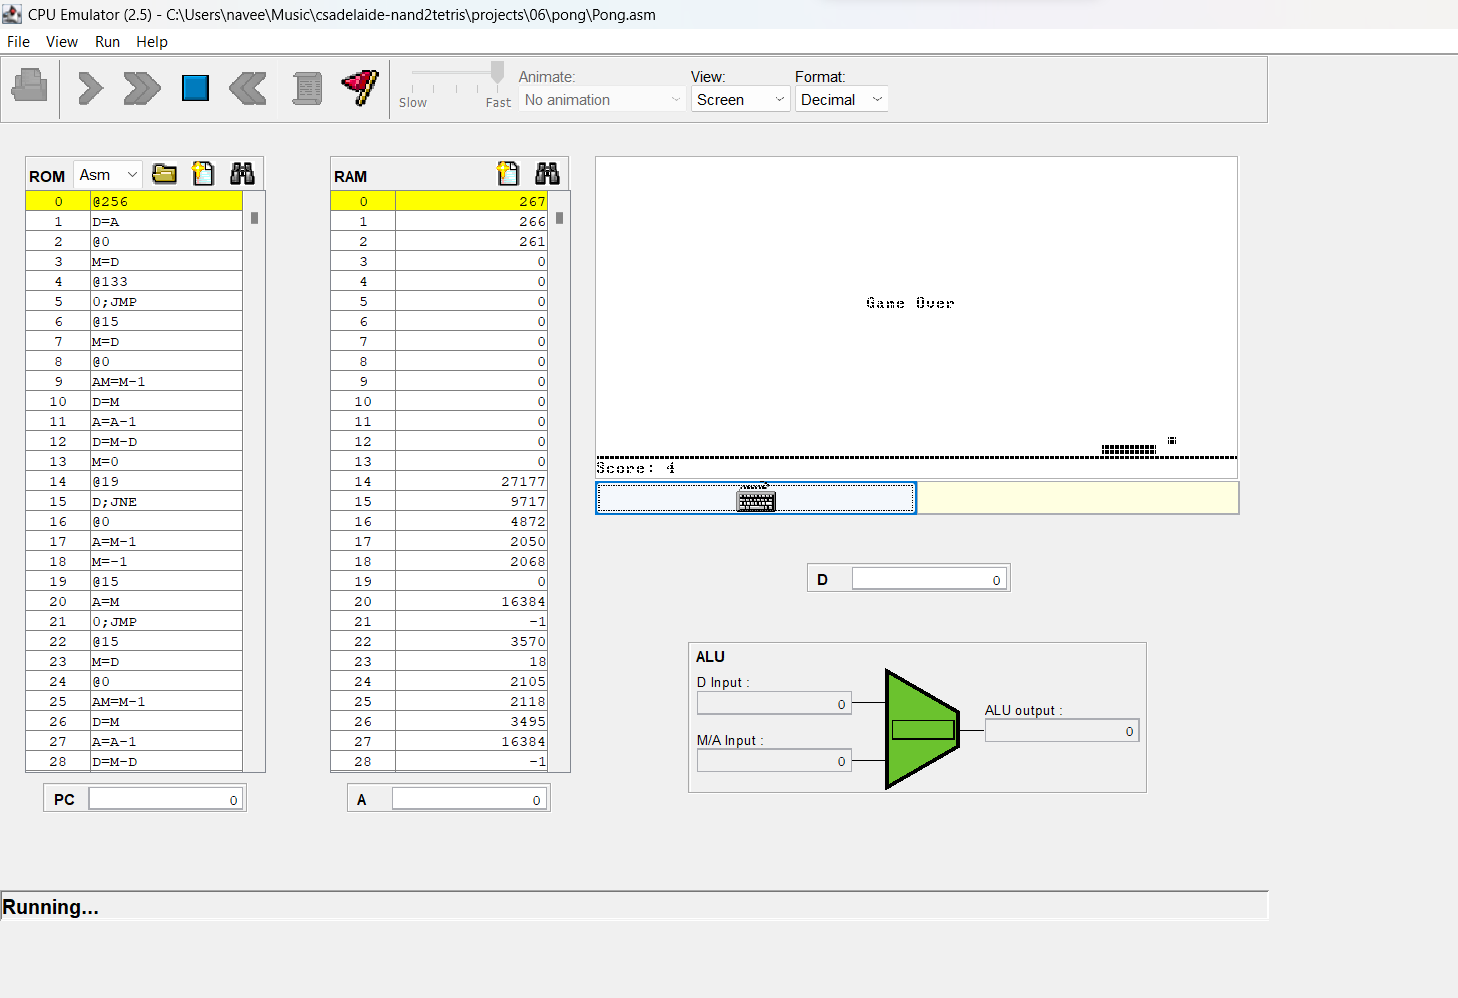 CPU Emulator (2.5) - C:\Users\navee\Music\csadelaide-nand2tetris\projects\06\pong\Pong.asm
File View Run Help
Slow Fast
Animate:
No animation
View:
Screen
Format:
Decimal
ROM Asm
0 @256
1 D=A
2 @0
3 M=D
4 @133
5 0;JMP
6 @15
7 M=D
8 @0
9 AM=M-1
10 D=M
11 A=A-1
12 D=M-D
13 M=0
14 @19
15 D;JNE
16 @0
17 A=M-1
18 M=-1
19 @15
20 A=M
21 0;JMP
22 @15
23 M=D
24 @0
25 AM=M-1
26 D=M
27 A=A-1
28 D=M-D
PC 0
RAM
0 267
1 266
2 261
3 0
4 0
5 0
6 0
7 0
8 0
9 0
10 0
11 0
12 0
13 0
14 27177
15 9717
16 4872
17 2050
18 2068
19 0
20 16384
21 -1
22 3570
23 18
24 2105
25 2118
26 3495
27 16384
28 -1
A 0
Game Over
Score: 4
D 0
ALU
D Input :
0
M/A Input :
0
ALU output :
0
Running...